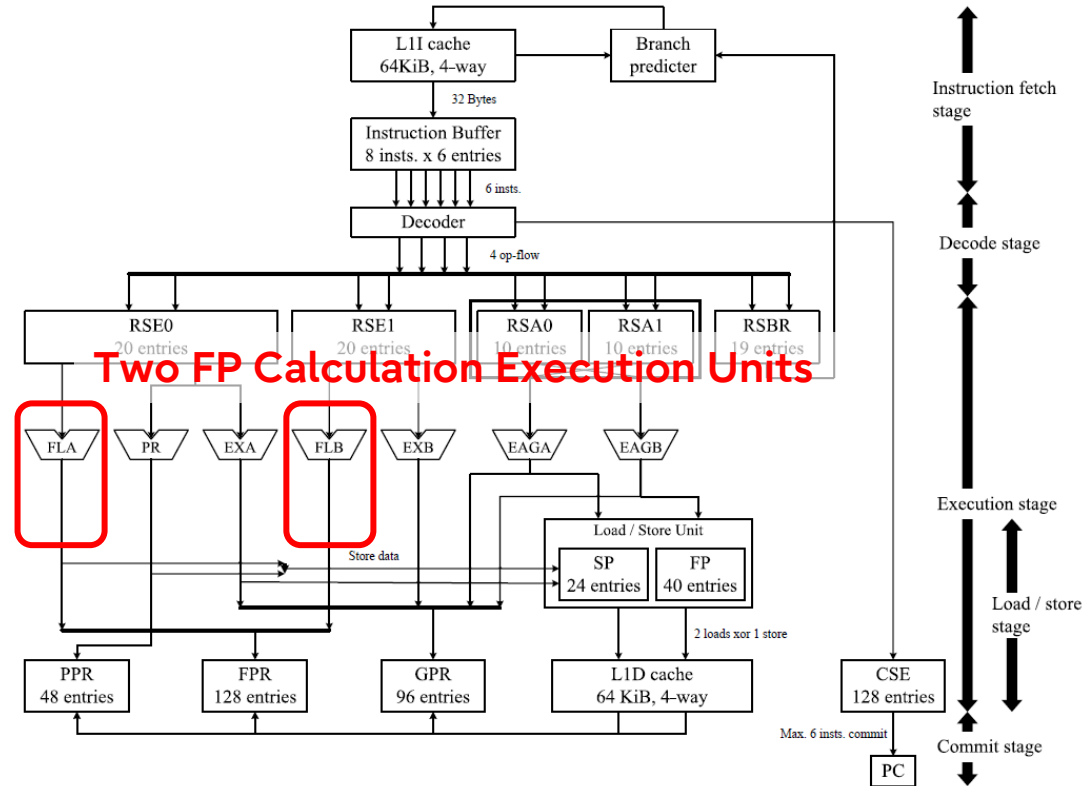 L1I cache
64KiB, 4-way
Branch
predicter
Instruction fetch
stage
32 Bytes
Instruction Buffer
8 insts. x 6 entries
6 insts.
Decoder
Decode stage
4 op-flow
RSE0
20 entries
RSE1
20 entries
RSA0
10 entries
RSA1
10 entries
RSBR
19 entries
Two FP Calculation Execution Units
FLA
PR
EXA
FLB
EXB
EAGA
EAGB
Execution stage
Load / Store Unit
Store data
SP
24 entries
FP
40 entries
Load / store
stage
2 loads xor 1 store
PPR
48 entries
FPR
128 entries
GPR
96 entries
L1D cache
64 KiB, 4-way
CSE
128 entries
Max. 6 insts. commit
Commit stage
PC